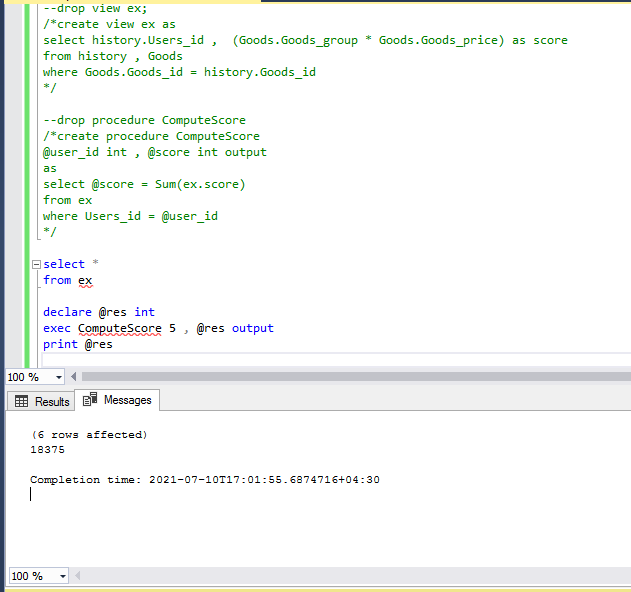 --drop view ex;
/*create view ex as
select history.Users_id ,  (Goods.Goods_group * Goods.Goods_price) as score
from history , Goods
where Goods.Goods_id = history.Goods_id
*/
--drop procedure ComputeScore
/*create procedure ComputeScore
@user_id int , @score int output
as
select @score = Sum(ex.score)
from ex
where Users_id = @user_id
*/
select *
from ex
declare @res int
exec ComputeScore 5 , @res output
print @res
100 %
Results Messages
(6 rows affected)
18375
Completion time: 2021-07-10T17:01:55.6874716+04:30
100 %